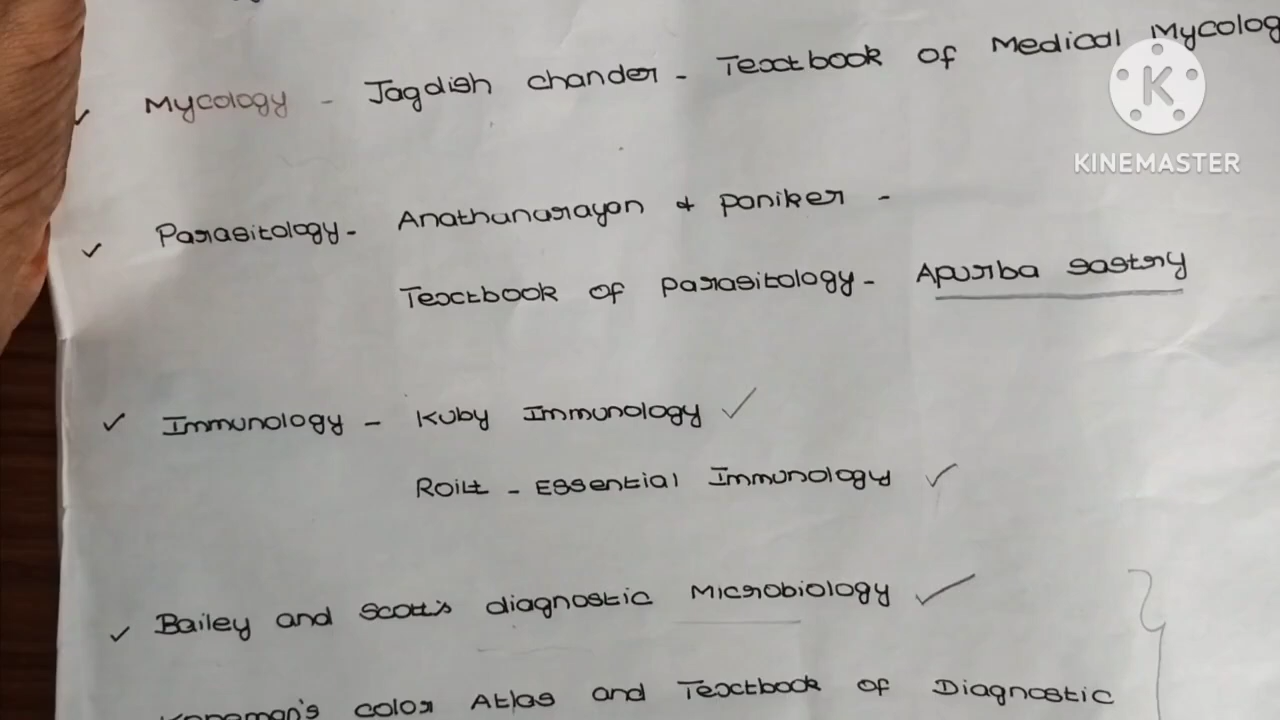 Mycology - Jagdish chander - Textbook of Medical Mycolog
K
KINEMASTER
Parasitology - Anathanarayan & paniker -
Textbook of parasitology - Apurba sastry
Immunology - Kuby Immunology
Roitt - Essential Immunology
Bailey and scott's diagnostic Microbiology
Konaman's color Atlas and Textbook of Diagnostic